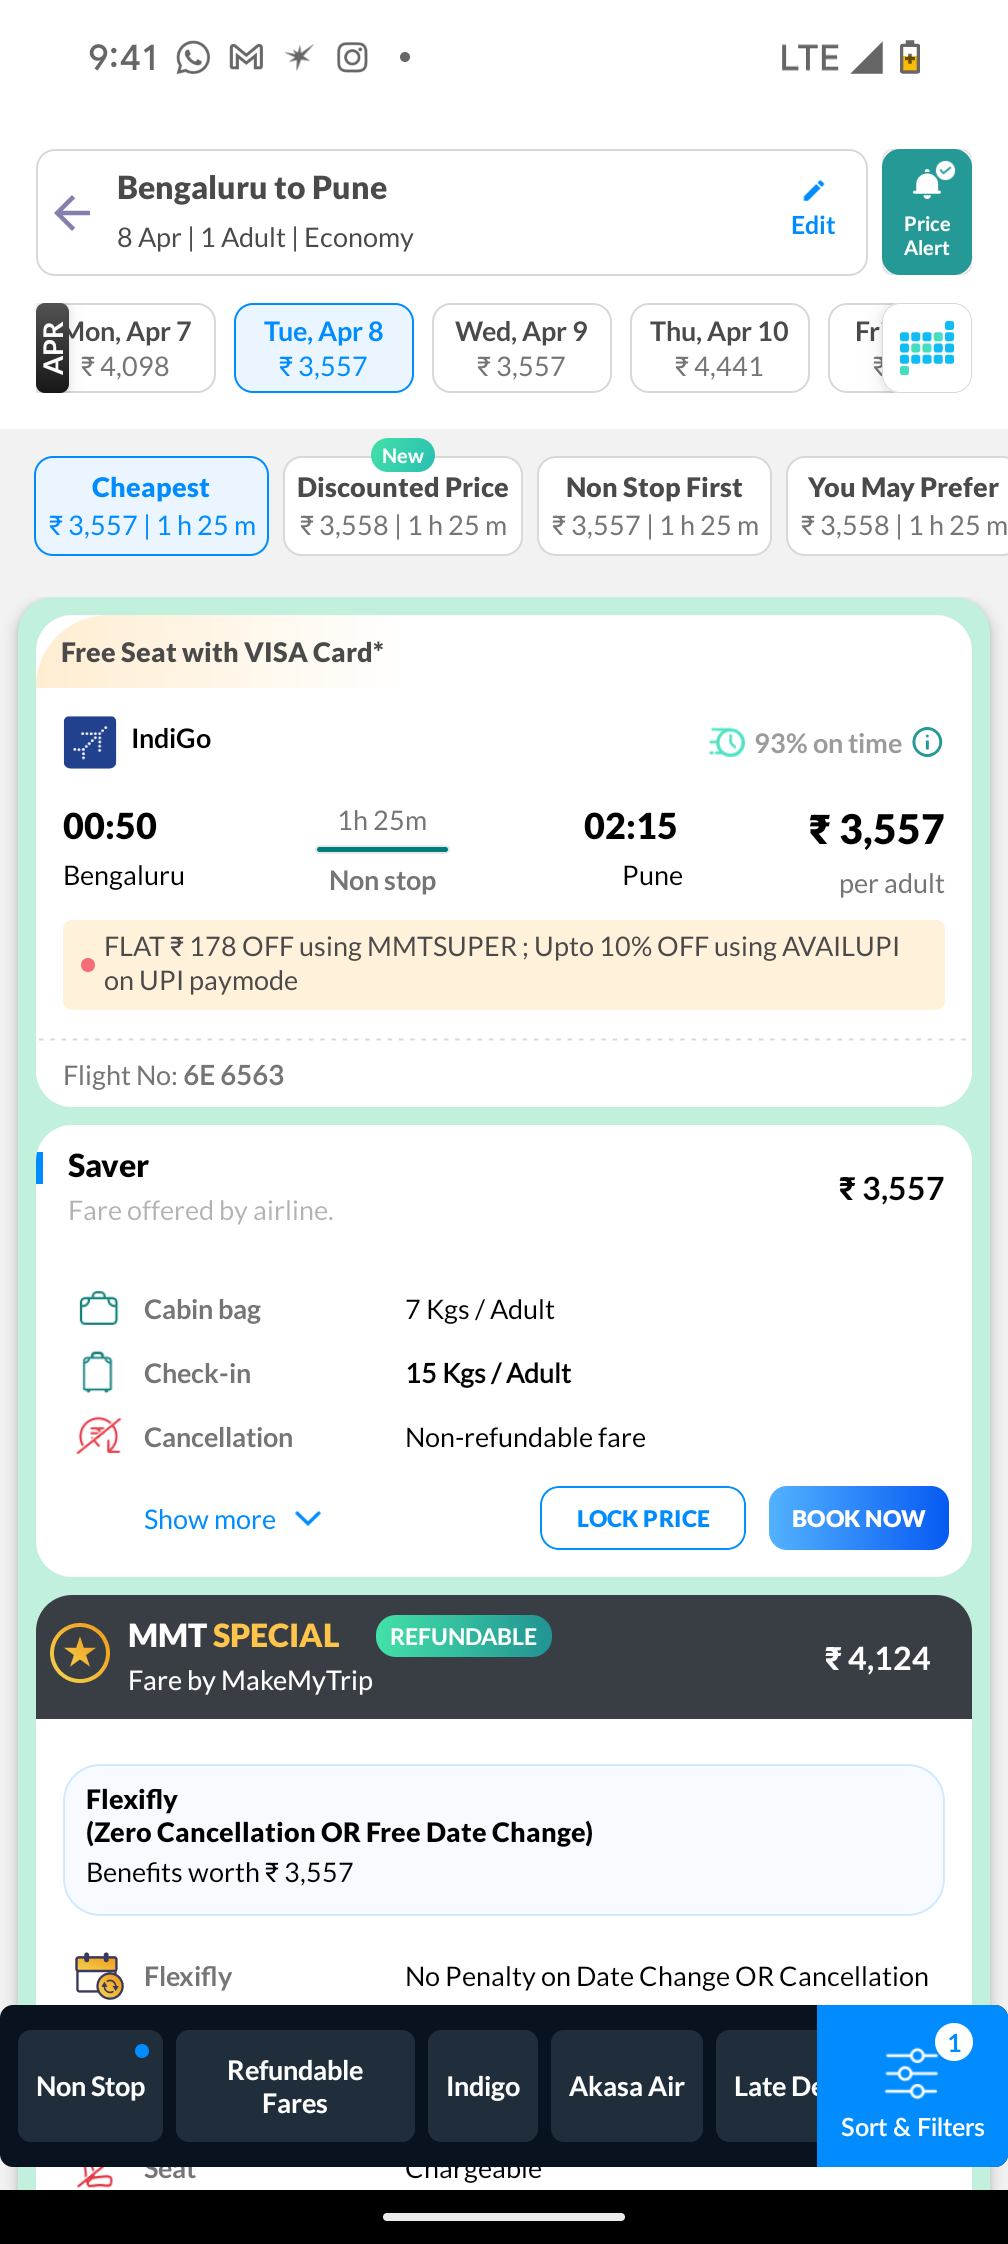 9:41
LTE
Bengaluru to Pune
8 Apr | 1 Adult | Economy
Edit
Price
Alert
APR
Mon, Apr 7
₹ 4,098
Tue, Apr 8
₹ 3,557
Wed, Apr 9
₹ 3,557
Thu, Apr 10
₹ 4,441
Fr
₹
New
Cheapest
₹ 3,557 | 1 h 25 m
Discounted Price
₹ 3,558 | 1 h 25 m
Non Stop First
₹ 3,557 | 1 h 25 m
You May Prefer
₹ 3,558 | 1 h 25 m
Free Seat with VISA Card*
IndiGo
93% on time
00:50
1h 25m
02:15
₹ 3,557
Bengaluru
Non stop
Pune
per adult
FLAT ₹ 178 OFF using MMTSUPER ; Upto 10% OFF using AVAILUPI
on UPI paymode
Flight No: 6E 6563
Saver
₹ 3,557
Fare offered by airline.
Cabin bag
7 Kgs / Adult
Check-in
15 Kgs / Adult
Cancellation
Non-refundable fare
Show more
LOCK PRICE
BOOK NOW
MMT SPECIAL
REFUNDABLE
₹ 4,124
Fare by MakeMyTrip
Flexifly
(Zero Cancellation OR Free Date Change)
Benefits worth ₹ 3,557
Flexifly
No Penalty on Date Change OR Cancellation
Non Stop
Refundable
Fares
Indigo
Akasa Air
Late De
1
Sort & Filters
Seat
Chargeable